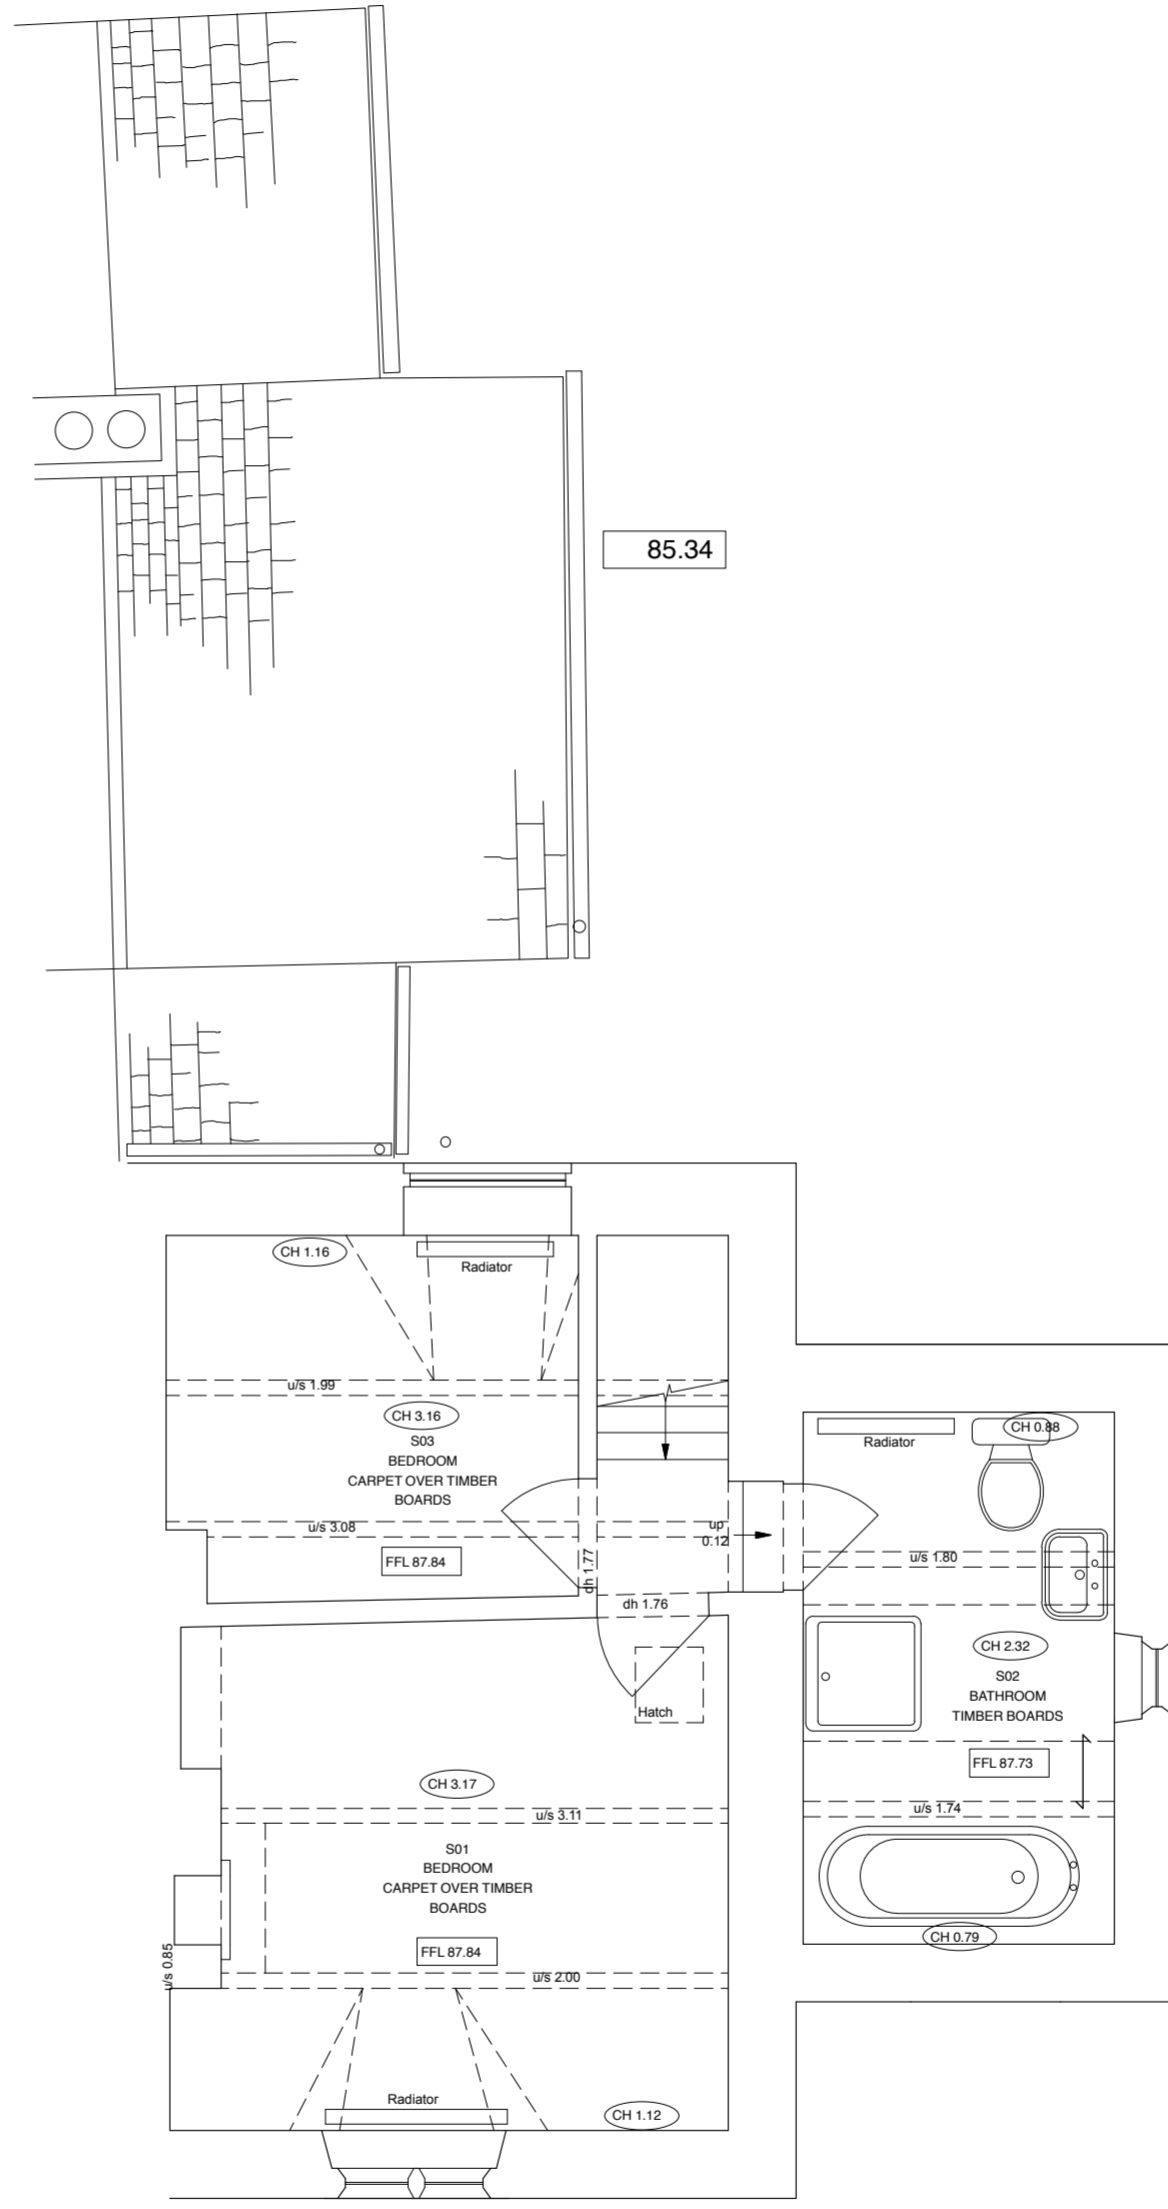 85.34
CH 1.16
Radiator
u/s 1.99
CH 3.16
S03
BEDROOM
CARPET OVER TIMBER
BOARDS
u/s 3.08
FFL 87.84
dh 1.77
up
0.12
dh 1.76
Hatch
Radiator
CH 0.88
u/s 1.80
CH 2.32
S02
BATHROOM
TIMBER BOARDS
FFL 87.73
u/s 1.74
CH 0.79
CH 3.17
u/s 3.11
S01
BEDROOM
CARPET OVER TIMBER
BOARDS
FFL 87.84
u/s 0.85
u/s 2.00
Radiator
CH 1.12